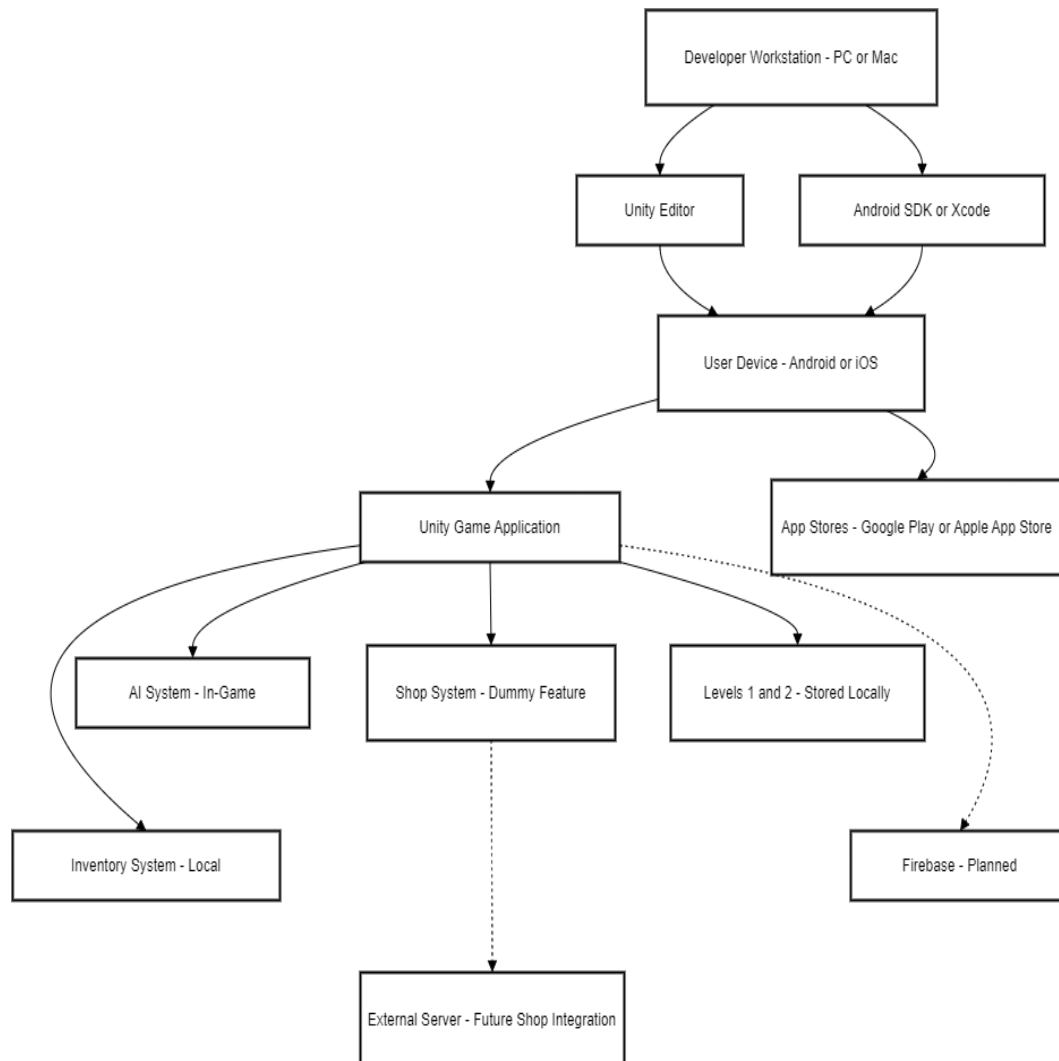 Developer Workstation - PC or Mac
Unity Editor
Android SDK or Xcode
User Device - Android or iOS
Unity Game Application
App Stores - Google Play or Apple App Store
AI System - In-Game
Shop System - Dummy Feature
Levels 1 and 2 - Stored Locally
Inventory System - Local
Firebase - Planned
External Server - Future Shop Integration